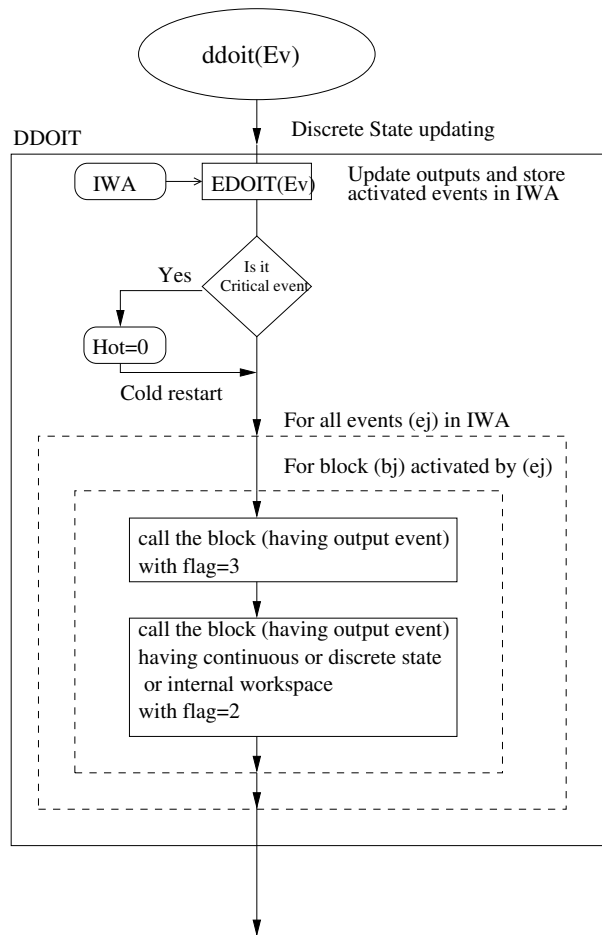 ddoit(Ev)
Discrete State updating
DDOIT
IWA
EDOIT(Ev)
Update outputs and store
activated events in IWA
Is it
Critical event
Yes
Hot=0
Cold restart
For all events (ej) in IWA
For block (bj) activated by (ej)
call the block (having output event)
with flag=3
call the block (having output event)
having continuous or discrete state
or internal workspace
with flag=2